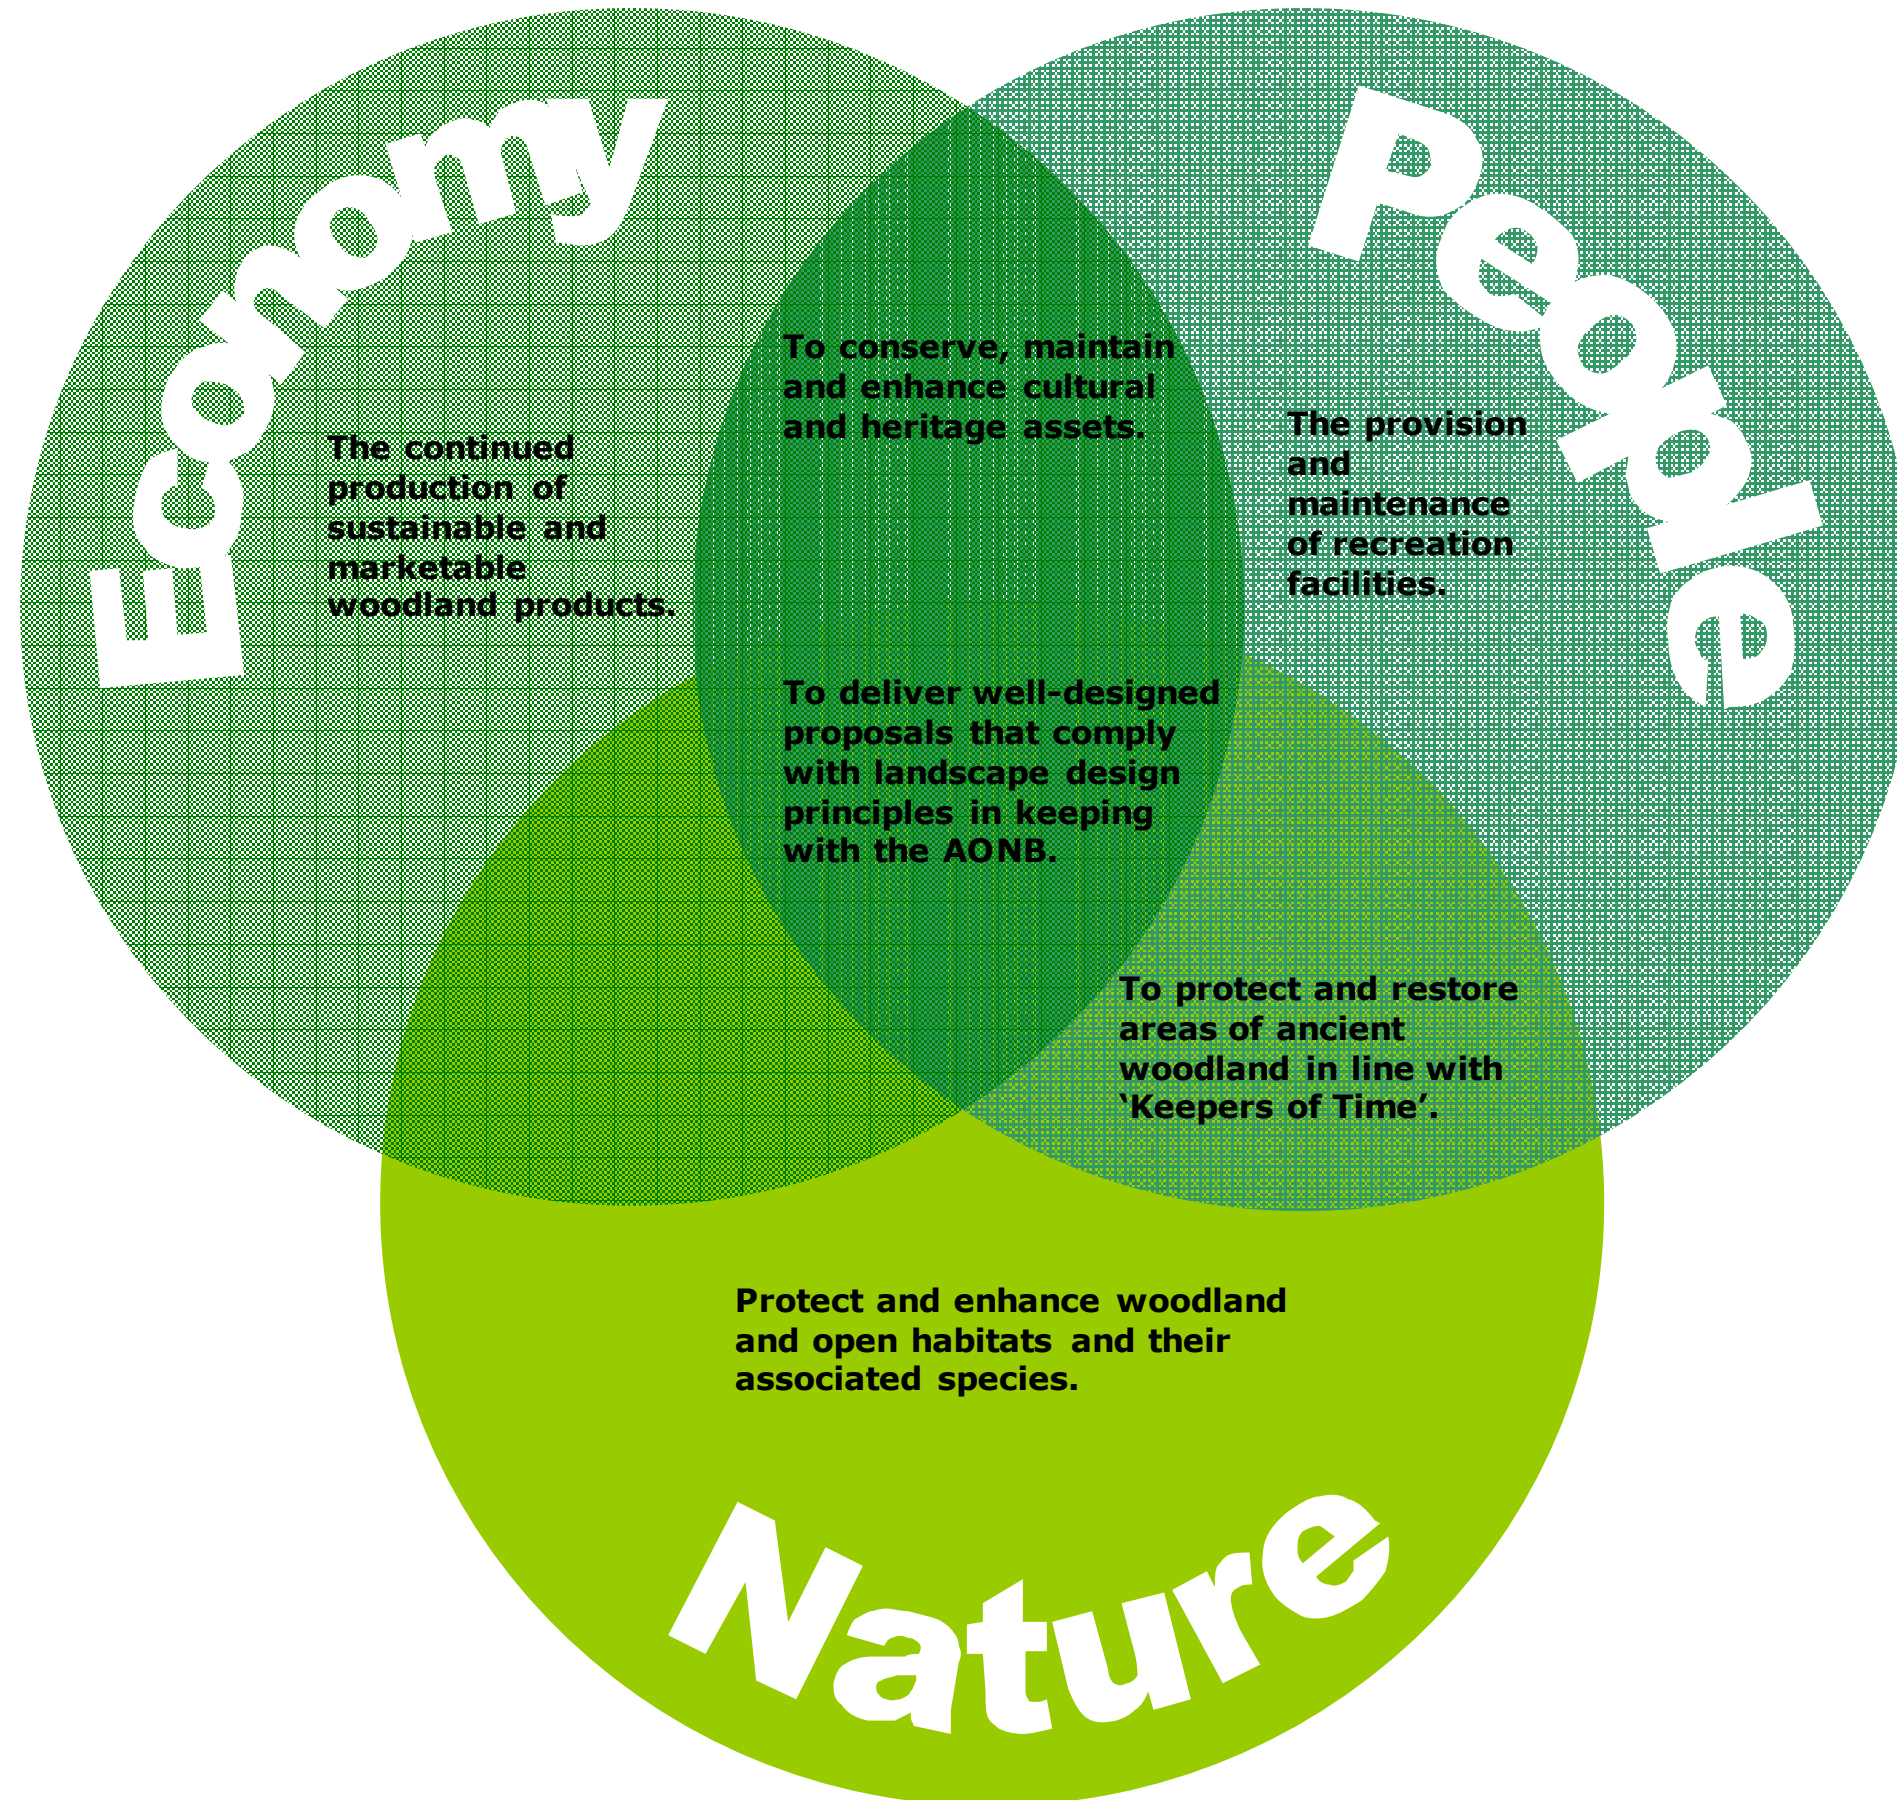 Economy
The continued
production of
sustainable and
marketable
woodland products.
To conserve, maintain
and enhance cultural
and heritage assets.
People
The provision
and
maintenance
of recreation
facilities.
To deliver well-designed
proposals that comply
with landscape design
principles in keeping
with the AONB.
To protect and restore
areas of ancient
woodland in line with
‘Keepers of Time’.
Protect and enhance woodland
and open habitats and their
associated species.
Nature